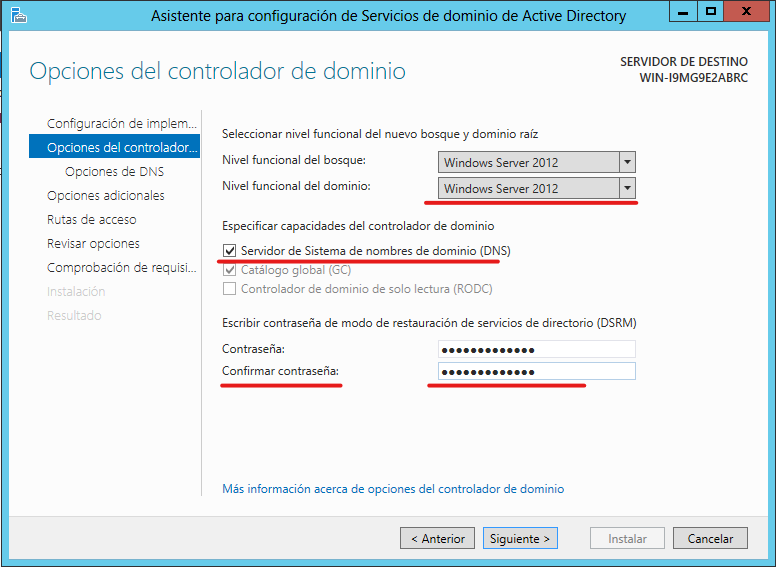 Asistente para configuración de Servicios de dominio de Active Directory
Opciones del controlador de dominio
SERVIDOR DE DESTINO
WIN-I9MG9E2ABRC
Configuración de implem...
Opciones del controlador...
Opciones de DNS
Opciones adicionales
Rutas de acceso
Revisar opciones
Comprobación de requisi...
Instalación
Resultado
Seleccionar nivel funcional del nuevo bosque y dominio raíz
Nivel funcional del bosque: Windows Server 2012
Nivel funcional del dominio: Windows Server 2012
Especificar capacidades del controlador de dominio
Servidor de Sistema de nombres de dominio (DNS)
Catálogo global (GC)
Controlador de dominio de solo lectura (RODC)
Escribir contraseña de modo de restauración de servicios de directorio (DSRM)
Contraseña: •••••••••••••
Confirmar contraseña: •••••••••••••
Más información acerca de opciones del controlador de dominio
< Anterior Siguiente > Instalar Cancelar